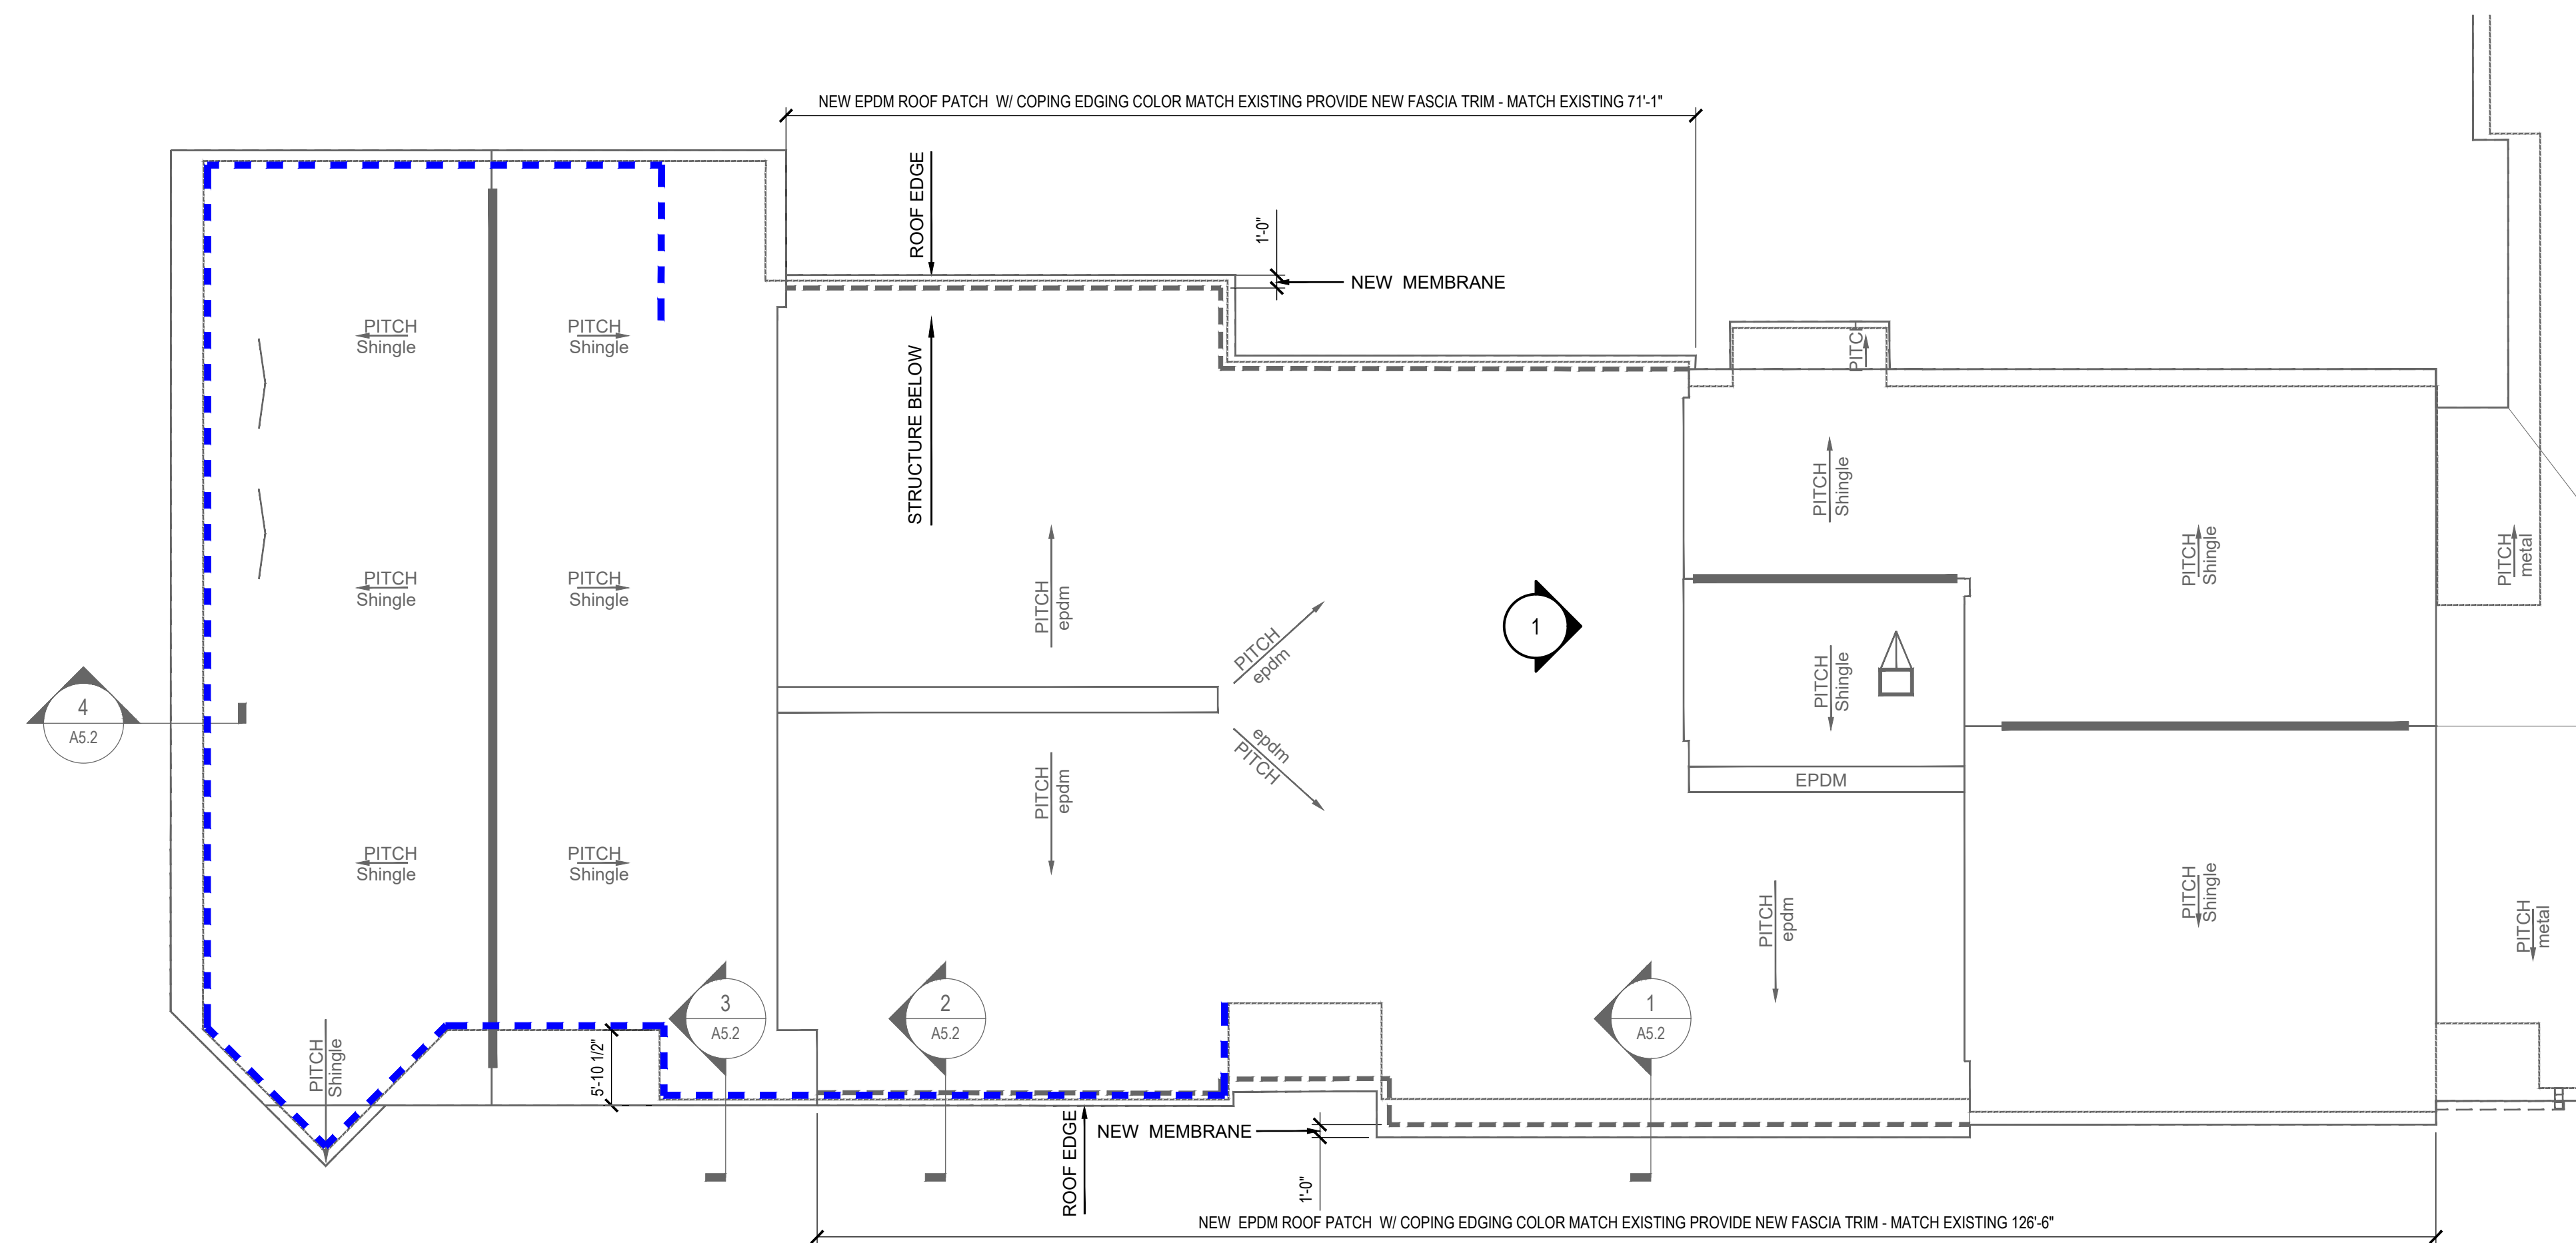 NEW EPDM ROOF PATCH W/ COPING EDGING COLOR MATCH EXISTING PROVIDE NEW FASCIA TRIM - MATCH EXISTING 71'-1"
ROOF EDGE
1'-0"
NEW MEMBRANE
STRUCTURE BELOW
PITCH
Shingle
PITCH
Shingle
PITCH
PITCH
Shingle
PITCH
Shingle
PITCH
metal
PITCH
Shingle
PITCH
Shingle
PITCH
epdm
PITCH
epdm
1
PITCH
Shingle
4
A5.2
epdm
PITCH
PITCH
epdm
EPDM
PITCH
Shingle
PITCH
Shingle
PITCH
epdm
PITCH
Shingle
PITCH
metal
3
A5.2
2
A5.2
1
A5.2
PITCH
Shingle
5'-10 1/2"
ROOF EDGE
NEW MEMBRANE
1'-0"
NEW EPDM ROOF PATCH W/ COPING EDGING COLOR MATCH EXISTING PROVIDE NEW FASCIA TRIM - MATCH EXISTING 126'-6"